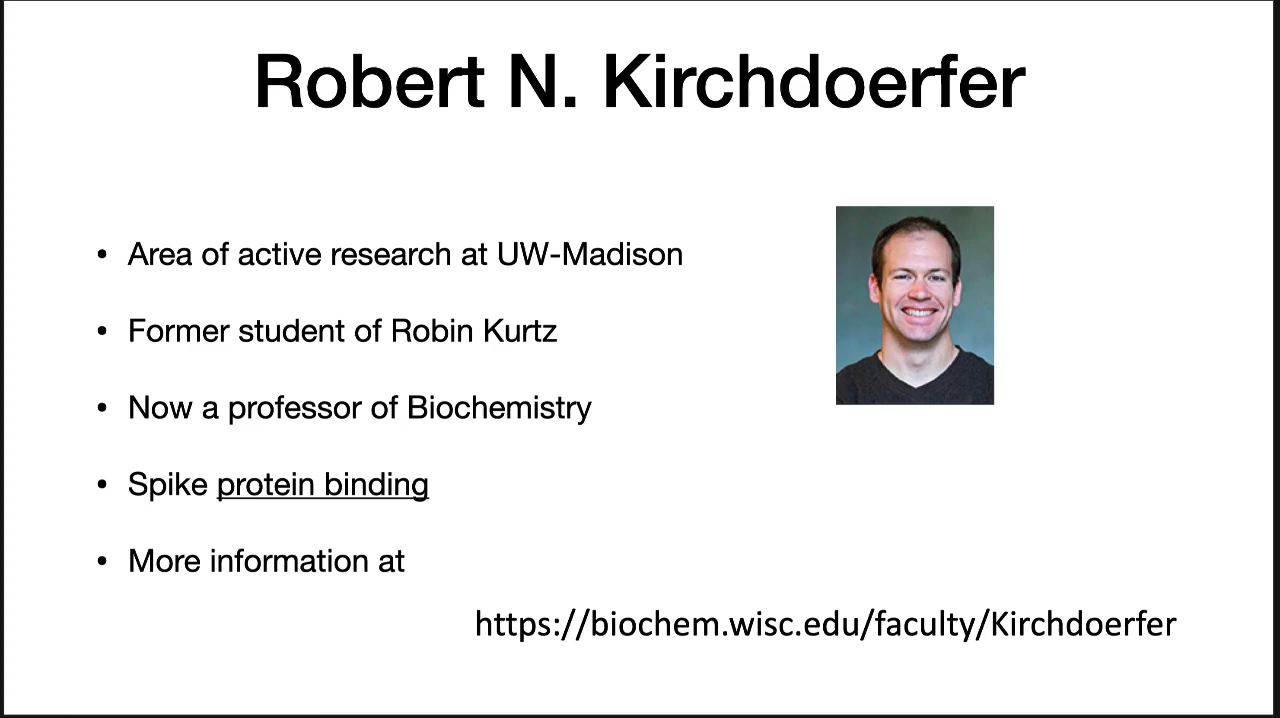 Robert N. Kirchdoerfer
• Area of active research at UW-Madison
• Former student of Robin Kurtz
• Now a professor of Biochemistry
• Spike protein binding
• More information at
https://biochem.wisc.edu/faculty/Kirchdoerfer